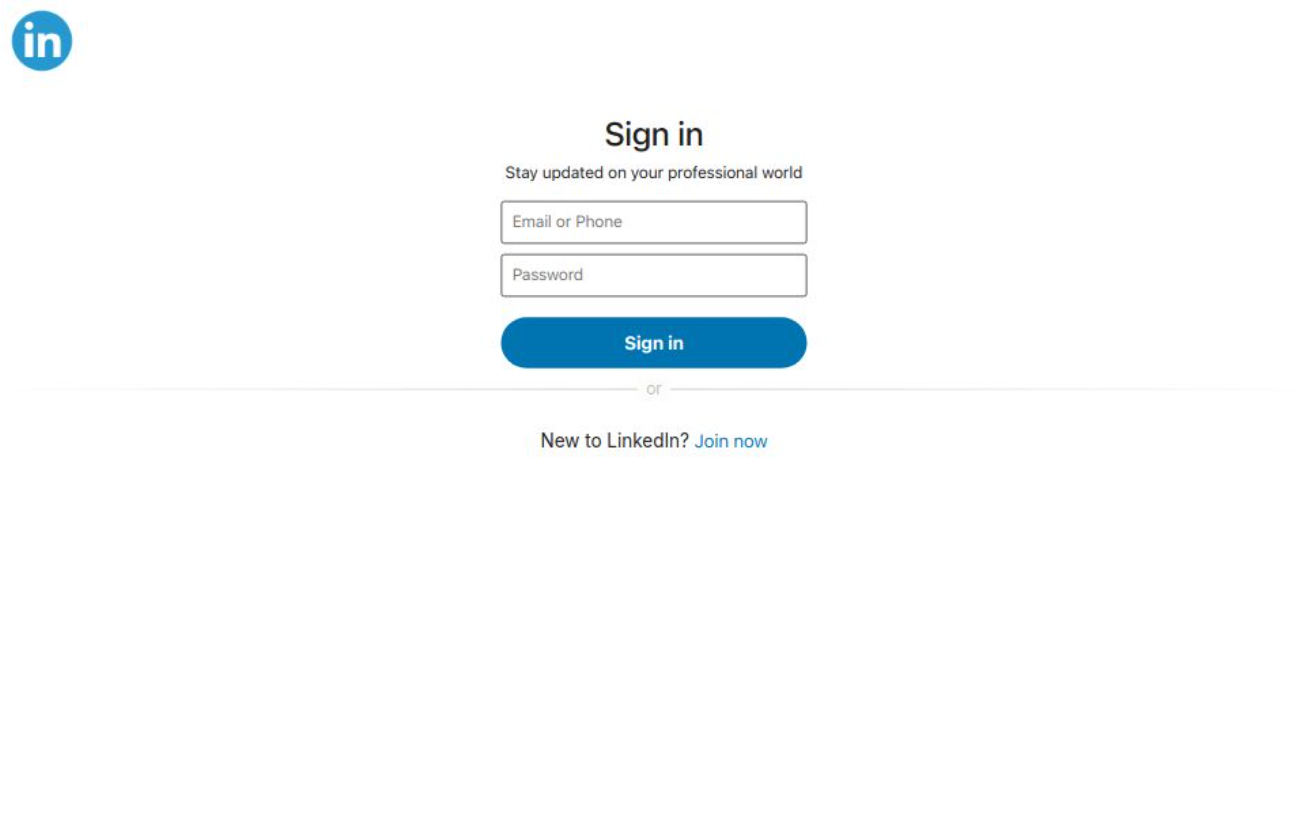 in
Sign in
Stay updated on your professional world
Email or Phone
Password
Sign in
or
New to LinkedIn? Join now